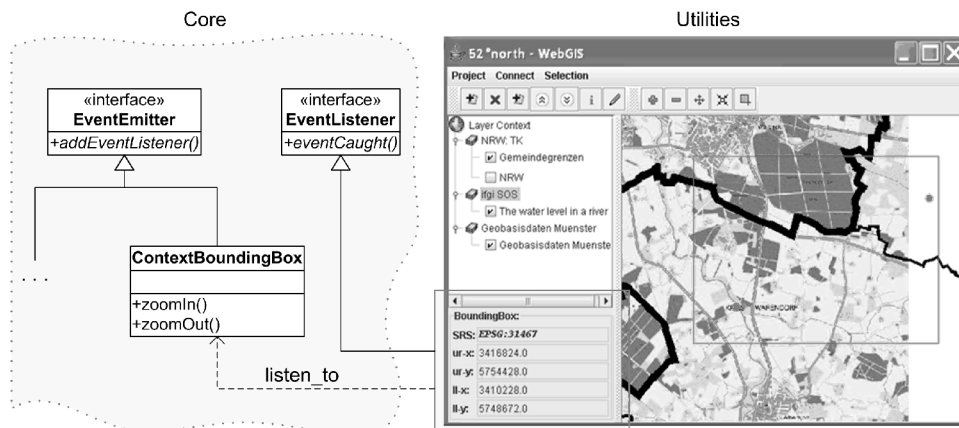 Core
Utilities
«interface»
EventEmitter
+addEventListener()
«interface»
EventListener
+eventCaught()
ContextBoundingBox
+zoomIn()
+zoomOut()
. . .
listen_to
52°north - WebGIS
Project Connect Selection
Layer Context
NRW: TK
Gemeindegrenzen
NRW
ifgi SOS
The water level in a river
Geobasisdaten Muenster
Geobasisdaten Muenste
BoundingBox:
SRS: EPSG:31467
ur-x: 3416824.0
ur-y: 5754428.0
ll-x: 3410228.0
ll-y: 5748672.0
WARENDORF